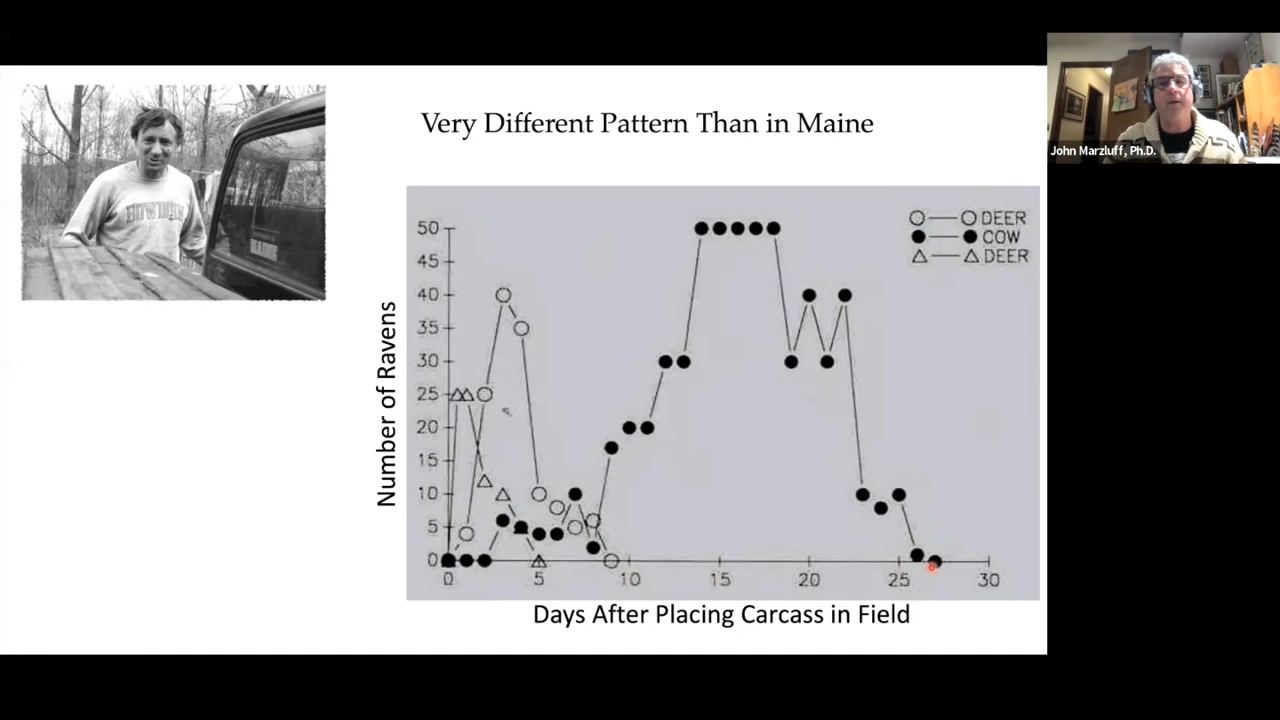 Very Different Pattern Than in Maine
BOWDOIN
MAINE
John Marzluff, Ph.D.
DEER
COW
DEER
Number of Ravens
50
45
40
35
30
25
20
15
10
5
0
0 5 10 15 20 25 30
Days After Placing Carcass in Field